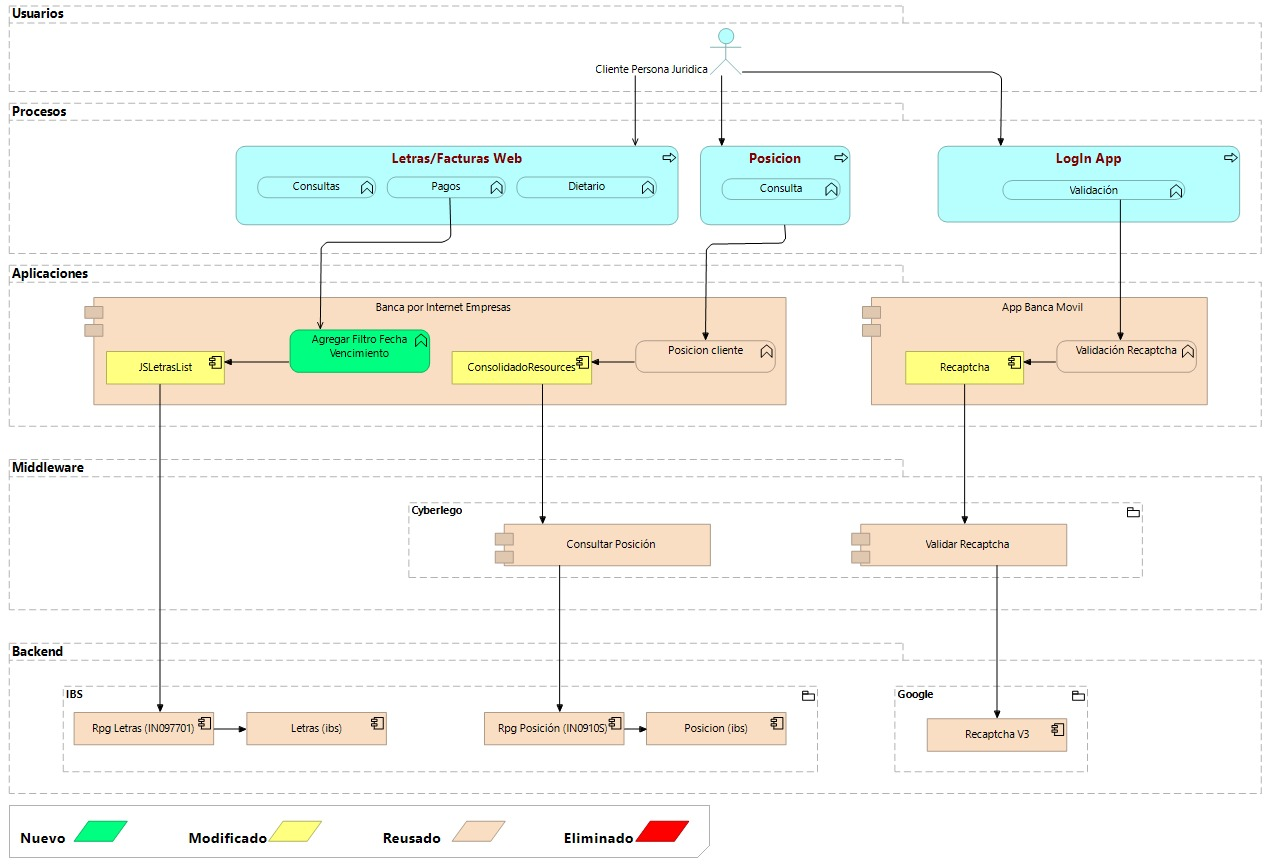 Usuarios
Cliente Persona Juridica
Procesos
Letras/Facturas Web
Consultas
Pagos
Dietario
Posicion
Consulta
LogIn App
Validación
Aplicaciones
Banca por Internet Empresas
Agregar Filtro Fecha
Vencimiento
JSLetrasList
Posicion cliente
ConsolidadoResources
App Banca Movil
Validación Recaptcha
Recaptcha
Middleware
Cyberlego
Consultar Posición
Validar Recaptcha
Backend
IBS
Rpg Letras (IN097701)
Letras (ibs)
Rpg Posición (IN0910S)
Posicion (ibs)
Google
Recaptcha V3
Nuevo
Modificado
Reusado
Eliminado